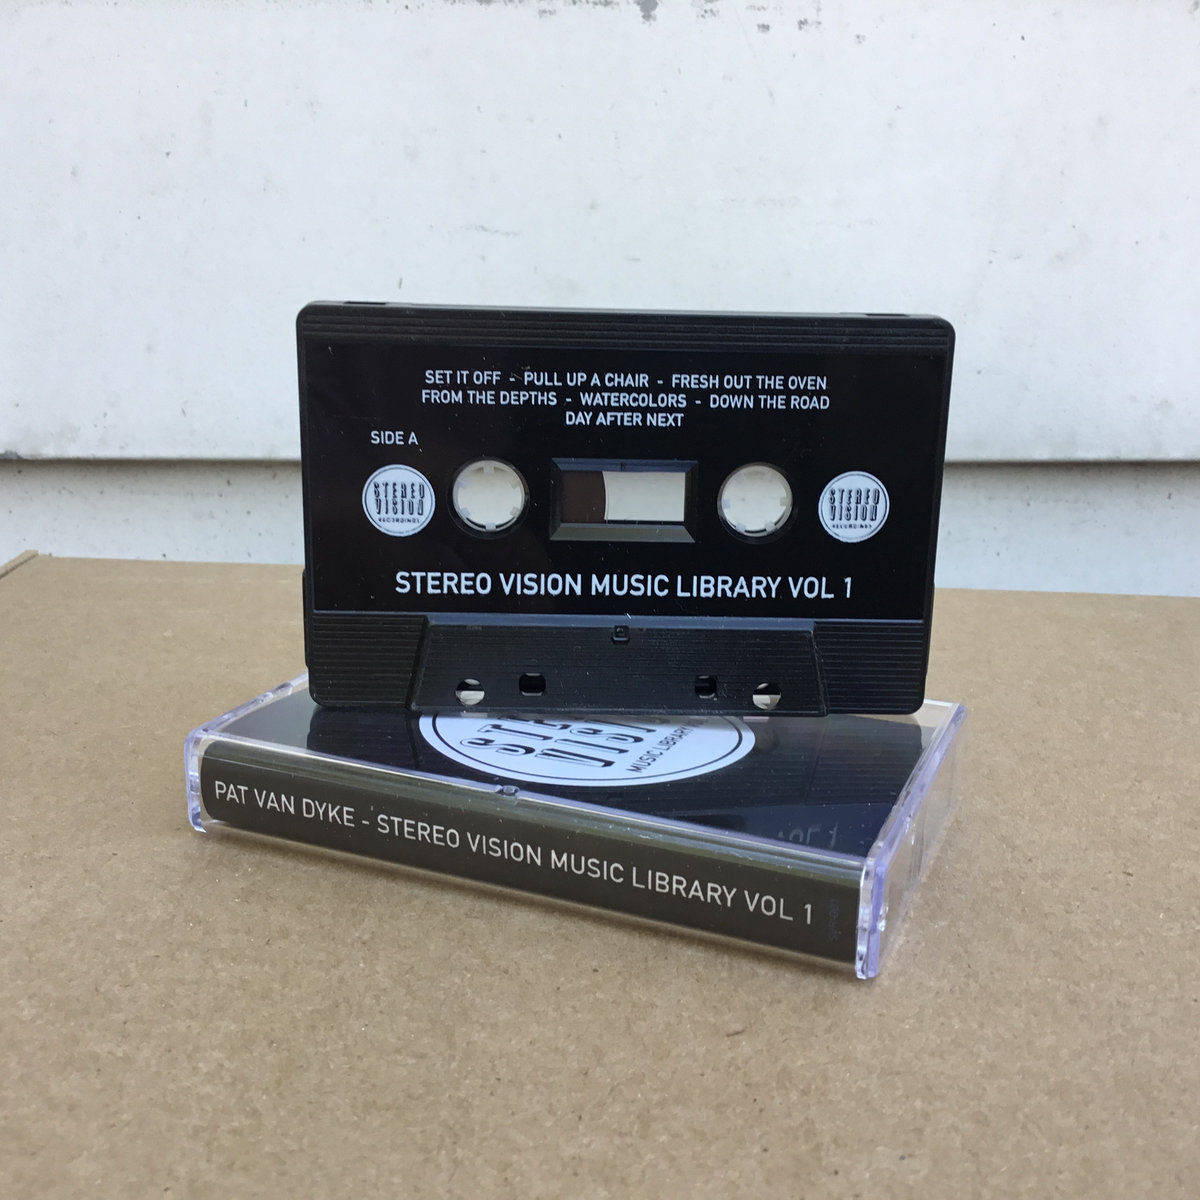 SET IT OFF - PULL UP A CHAIR - FRESH OUT THE OVEN
FROM THE DEPTHS - WATERCOLORS - DOWN THE ROAD
DAY AFTER NEXT
SIDE A
STEREO
VISION
RECORDINGS
STEREO
VISION
RECORDINGS
STEREO VISION MUSIC LIBRARY VOL 1
MUSIC LIBRARY
PAT VAN DYKE - STEREO VISION MUSIC LIBRARY VOL 1